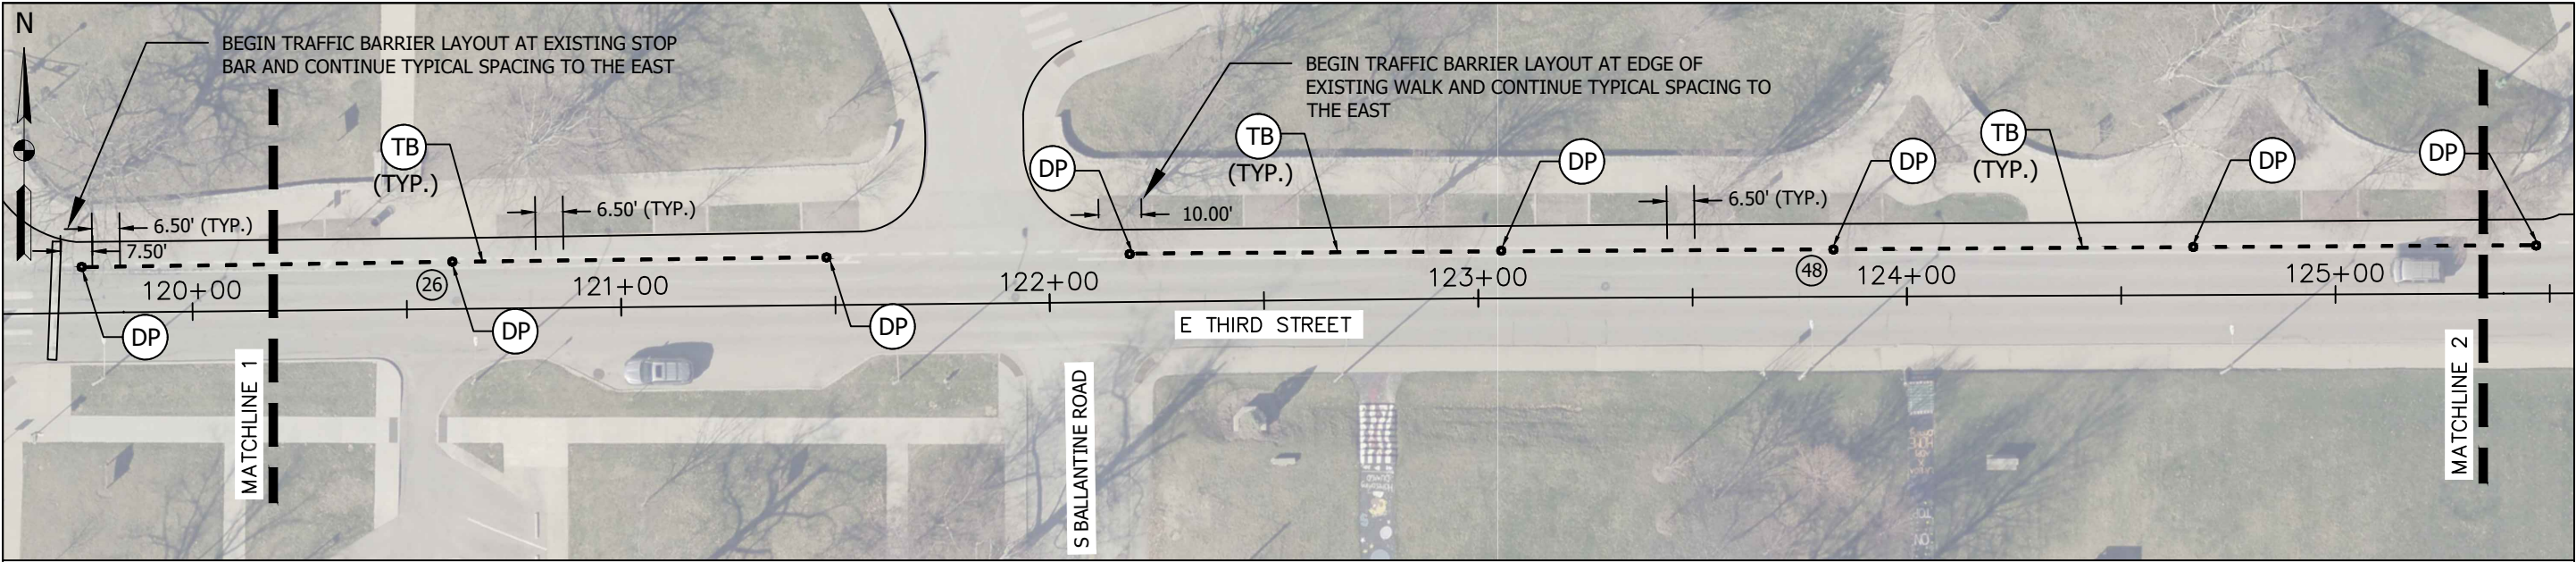 N
BEGIN TRAFFIC BARRIER LAYOUT AT EXISTING STOP
BAR AND CONTINUE TYPICAL SPACING TO THE EAST
BEGIN TRAFFIC BARRIER LAYOUT AT EDGE OF
EXISTING WALK AND CONTINUE TYPICAL SPACING TO
THE EAST
TB
(TYP.)
DP
TB
(TYP.)
DP
DP
TB
(TYP.)
DP
DP
6.50' (TYP.)
7.50'
6.50' (TYP.)
10.00'
6.50' (TYP.)
26
48
120+00
121+00
122+00
123+00
124+00
125+00
DP
DP
DP
E THIRD STREET
MATCHLINE 1
S BALLANTINE ROAD
MATCHLINE 2